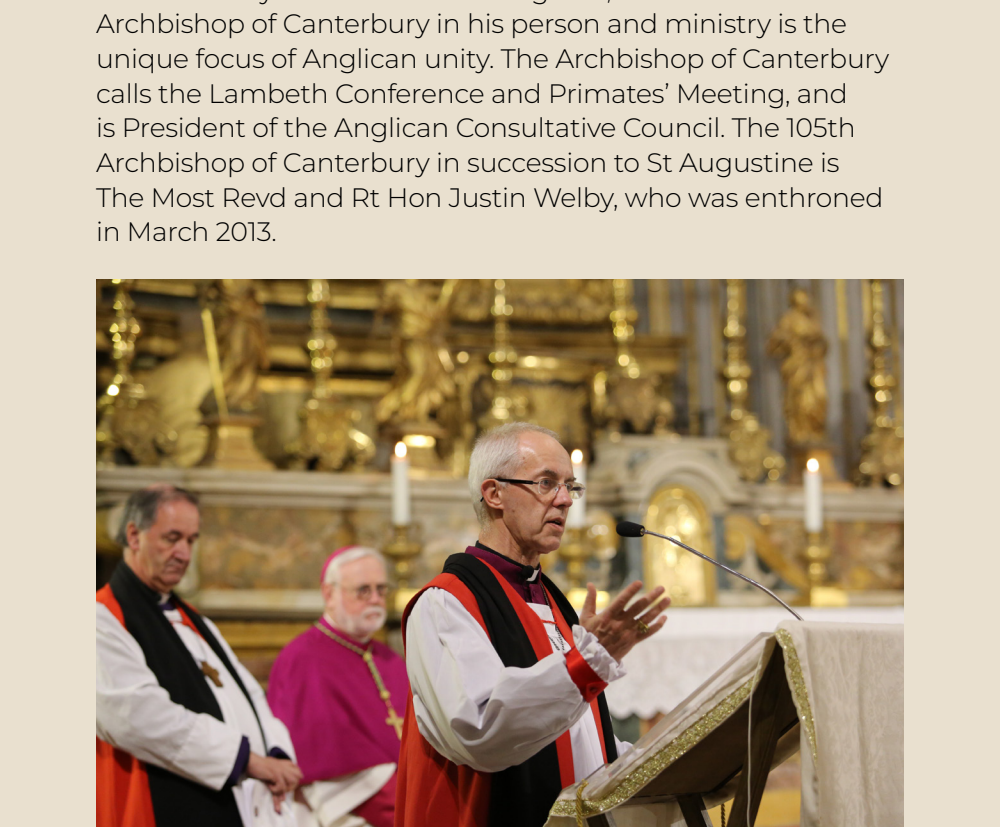 Archbishop of Canterbury in his person and ministry is the
unique focus of Anglican unity. The Archbishop of Canterbury
calls the Lambeth Conference and Primates’ Meeting, and
is President of the Anglican Consultative Council. The 105th
Archbishop of Canterbury in succession to St Augustine is
The Most Revd and Rt Hon Justin Welby, who was enthroned
in March 2013.